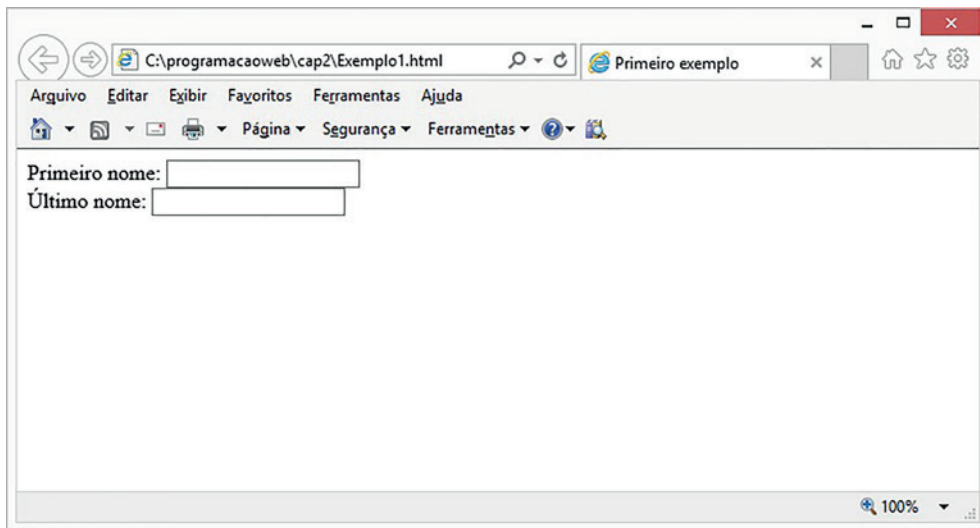 C:\programacaoweb\cap2\Exemplo1.html
Primeiro exemplo
Arquivo Editar Exibir Favoritos Ferramentas Ajuda
Página Segurança Ferramentas
Primeiro nome:
Último nome:
100%